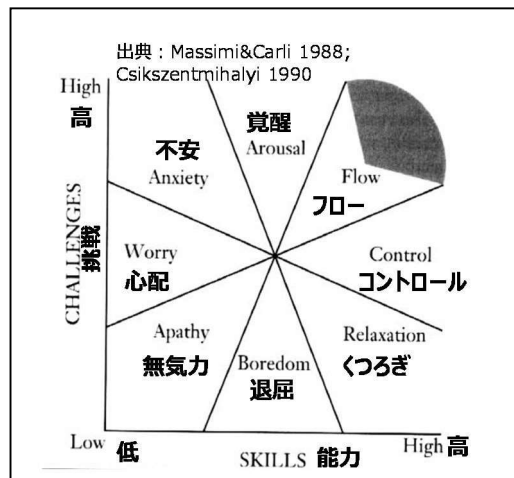 出典：Massimi&Carli 1988;
Csikszentmihalyi 1990
High
高
覚醒
Arousal
不安
Anxiety
Flow
フロー
CHALLENGES
挑戦
Worry
心配
Control
コントロール
Apathy
無気力
Boredom
退屈
Relaxation
くつろぎ
Low 低
SKILLS 能力
High 高